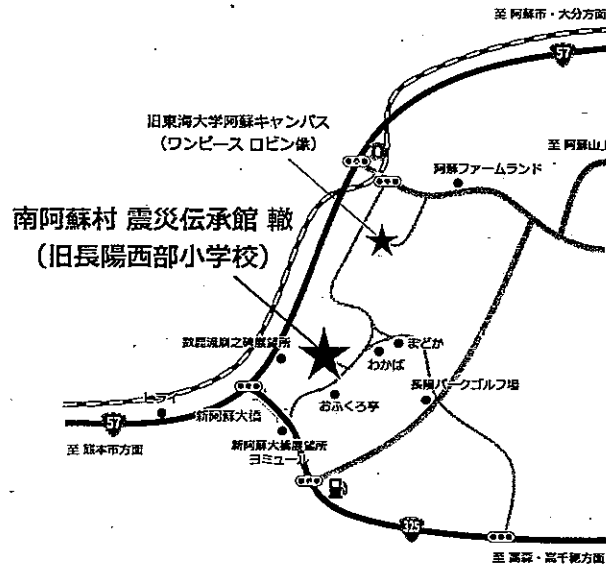 至 阿蘇市・大分方面
57
旧東海大学阿蘇キャンパス
(ワンピース ロビン像)
至 阿蘇山上
阿蘇ファームランド
南阿蘇村 震災伝承館 轍
(旧長陽西部小学校)
数鹿流崩之碑展望所
まどか
わかば
長陽パークゴルフ場
おふくろ亭
トライ
新阿蘇大橋
57
至 熊本市方面
新阿蘇大橋展望所
ヨミュール
325
至 高森・高千穂方面